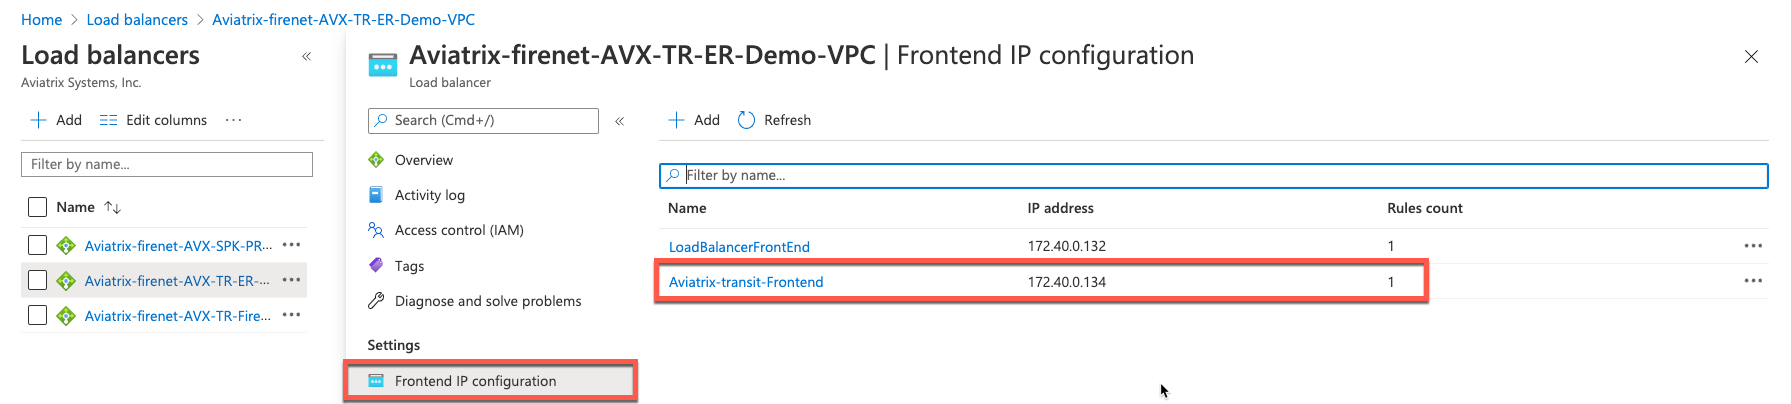 Home > Load balancers > Aviatrix-firenet-AVX-TR-ER-Demo-VPC
Load balancers «
Aviatrix Systems, Inc.
+ Add Edit columns ...
Filter by name...
Name ↑↓
Aviatrix-firenet-AVX-SPK-PR... ...
Aviatrix-firenet-AVX-TR-ER-... ...
Aviatrix-firenet-AVX-TR-Fire... ...
Aviatrix-firenet-AVX-TR-ER-Demo-VPC | Frontend IP configuration
Load balancer
Search (Cmd+/) «
Overview
Activity log
Access control (IAM)
Tags
Diagnose and solve problems
Settings
Frontend IP configuration
+ Add Refresh
Filter by name...
Name IP address Rules count
LoadBalancerFrontEnd 172.40.0.132 1 ...
Aviatrix-transit-Frontend 172.40.0.134 1 ...